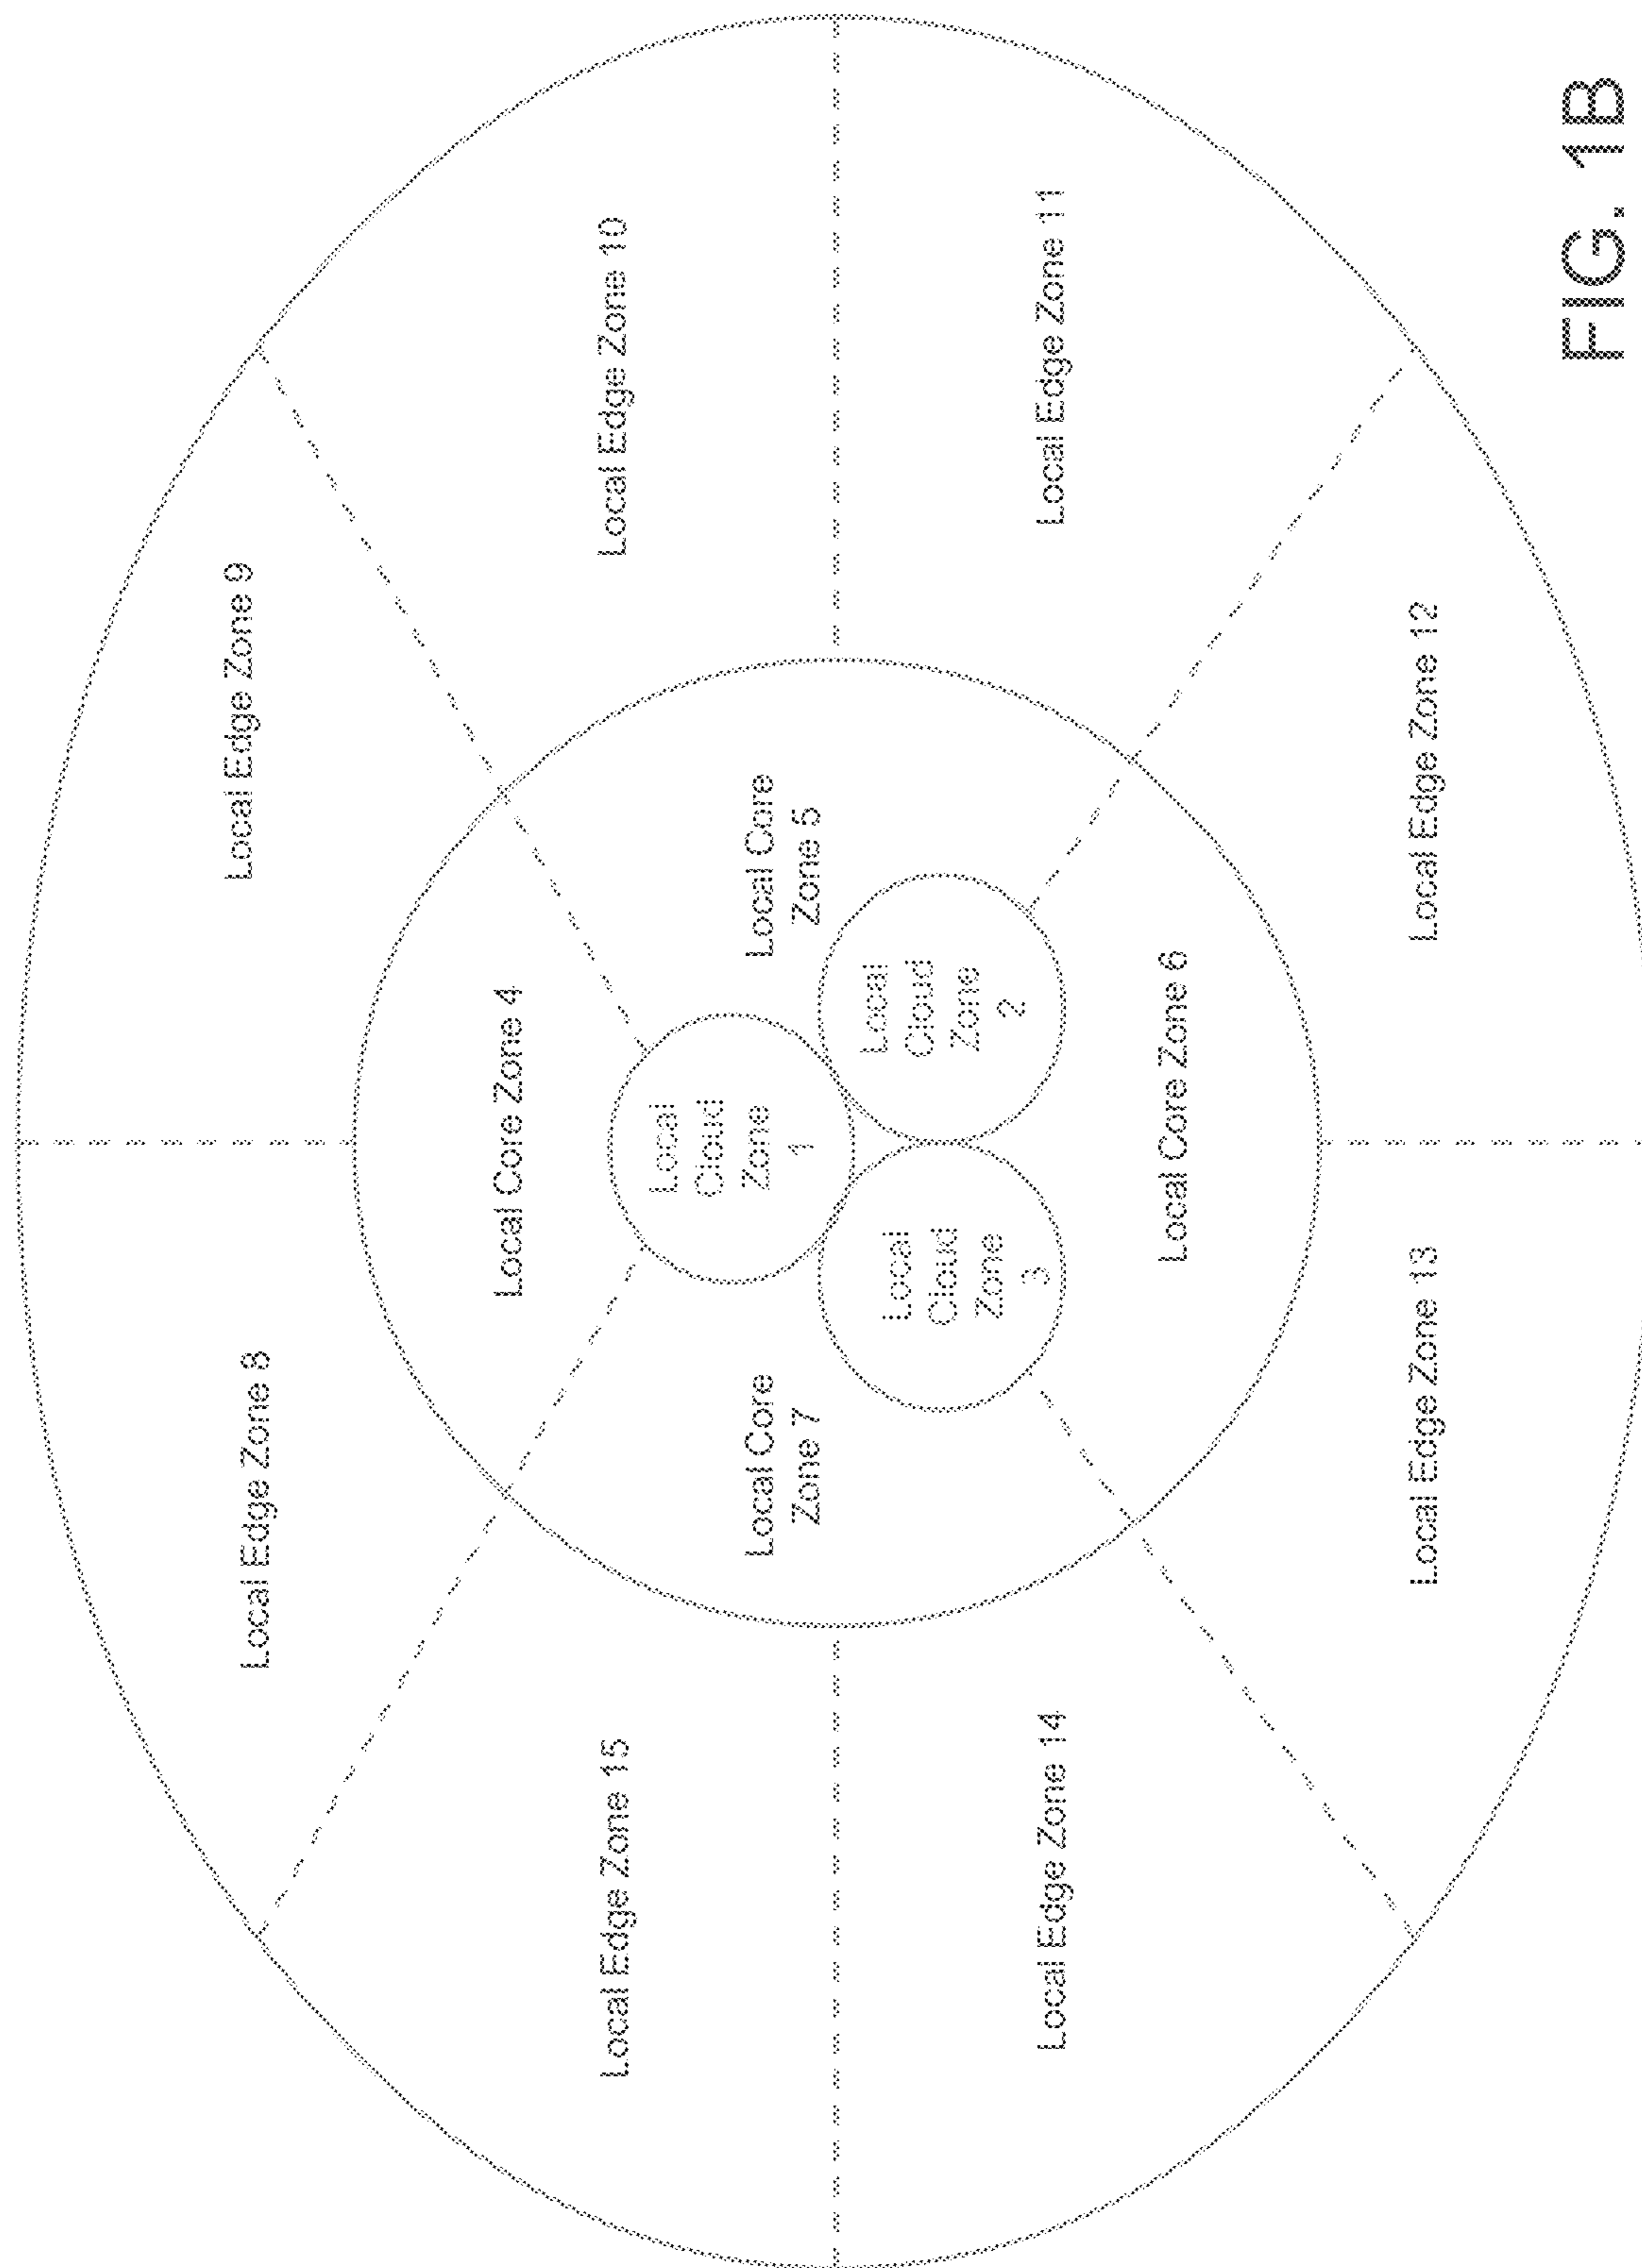 Local Edge Zone 8
Local Edge Zone 9
Local Edge Zone 15
Local Core Zone 4
Local Edge Zone 10
Local
Cloud
Zone
1
Local Core
Zone 7
Local Core
Zone 5
Local
Cloud
Zone
3
Local
Cloud
Zone
2
Local Edge Zone 14
Local Core Zone 6
Local Edge Zone 11
Local Edge Zone 13
Local Edge Zone 12
FIG. 1B